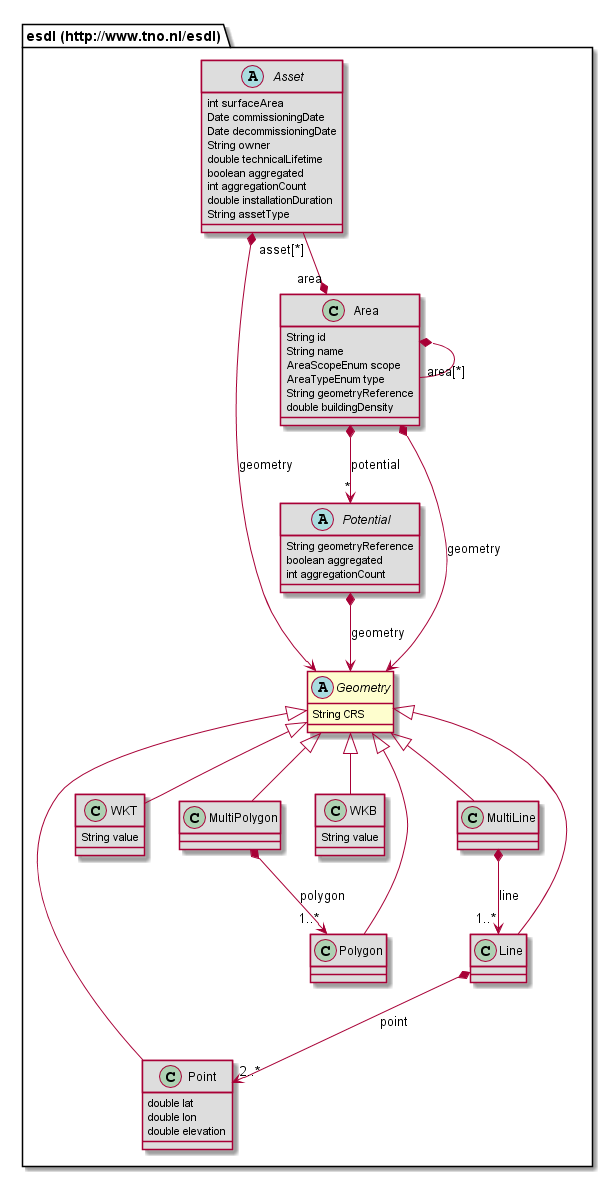 esdl (http://www.tno.nl/esdl)
A Asset
int surfaceArea
Date commissioningDate
Date decommissioningDate
String owner
double technicalLifetime
boolean aggregated
int aggregationCount
double installationDuration
String assetType
asset[*]
area
C Area
String id
String name
AreaScopeEnum scope
AreaTypeEnum type
String geometryReference
double buildingDensity
area[*]
geometry
potential
*
A Potential
String geometryReference
boolean aggregated
int aggregationCount
geometry
geometry
A Geometry
String CRS
C WKT
String value
C MultiPolygon
C WKB
String value
C MultiLine
polygon
1..*
line
1..*
C Polygon
C Line
point
2..*
C Point
double lat
double lon
double elevation